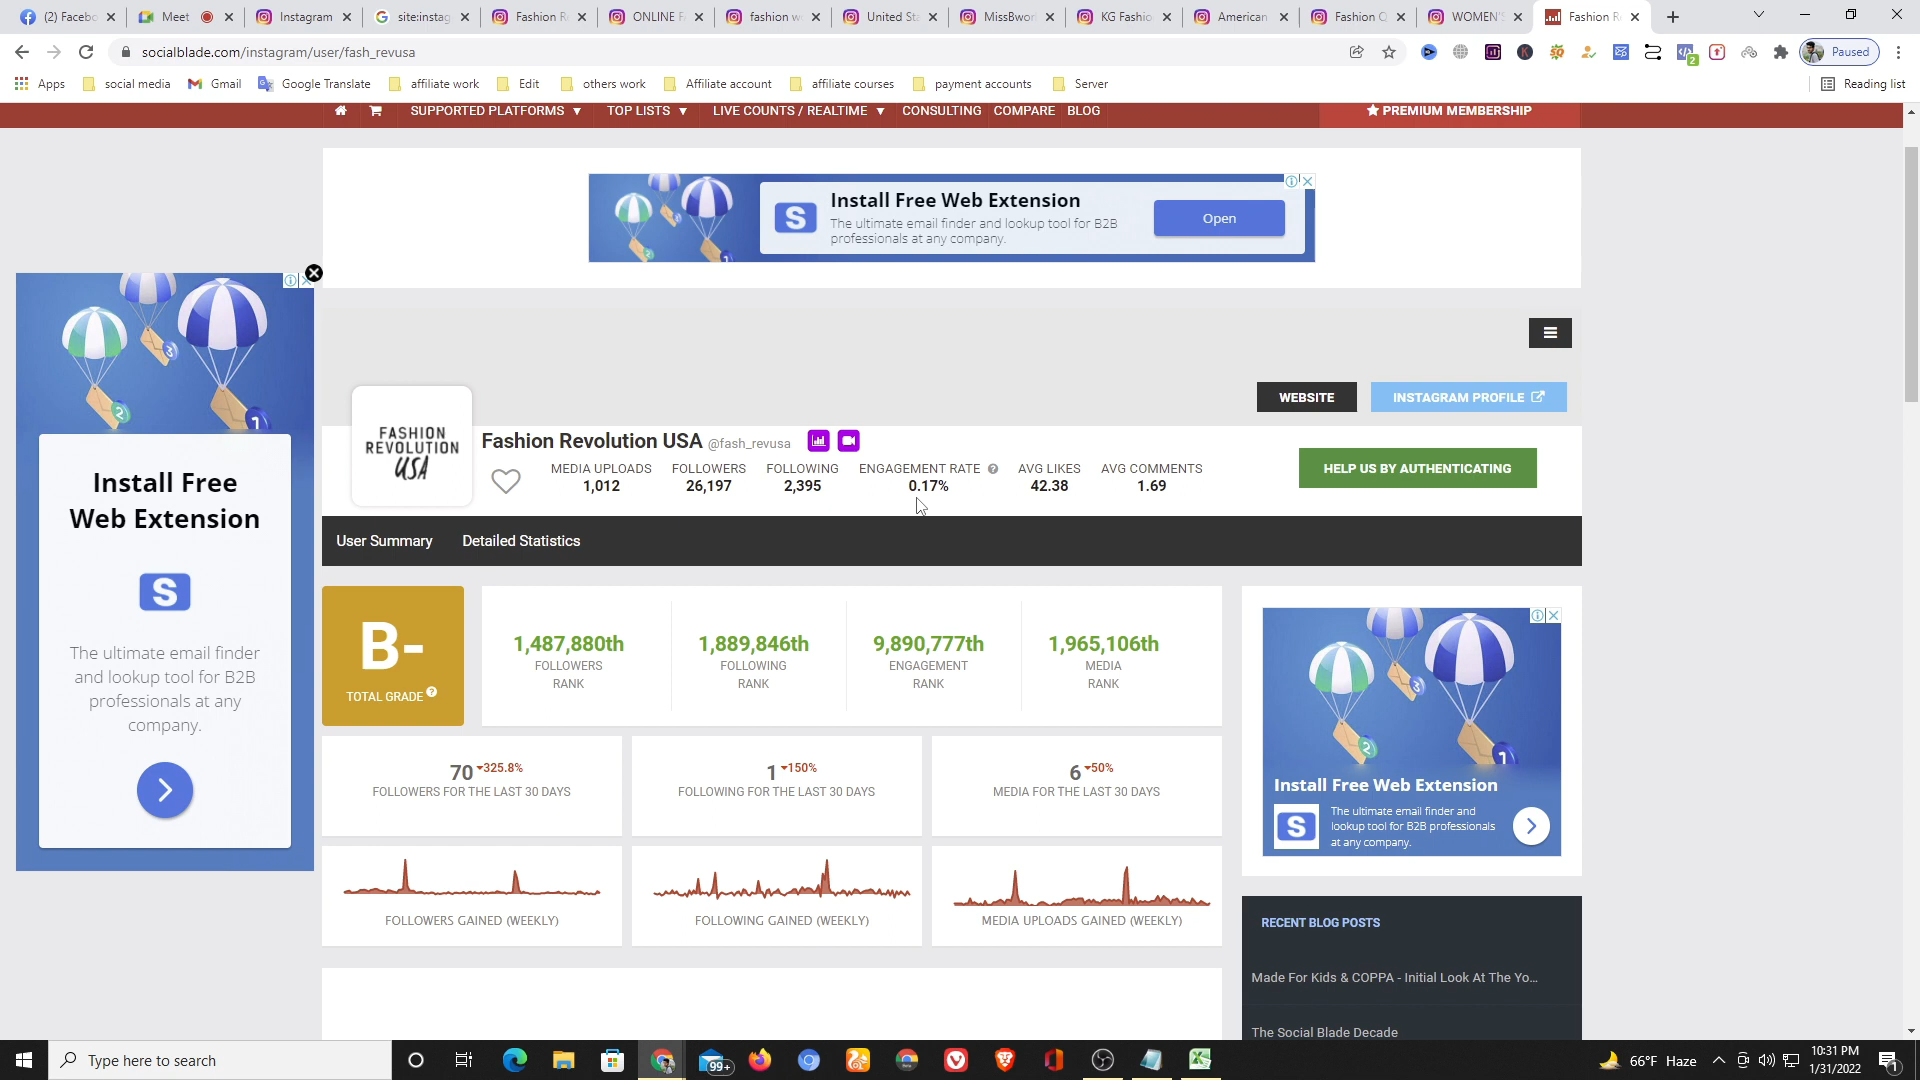 (2) Facebo
Meet
Instagram
site:instag
Fashion R
ONLINE F
fashion w
United Sta
MissBwor
KG Fashio
American
Fashion Q
WOMEN'S
Fashion R
socialblade.com/instagram/user/fash_revusa
2
Paused
Apps
social media
Gmail
Google Translate
affiliate work
Edit
others work
Affiliate account
affiliate courses
payment accounts
Server
Reading list
SUPPORTED PLATFORMS
TOP LISTS
LIVE COUNTS / REALTIME
CONSULTING
COMPARE
BLOG
PREMIUM MEMBERSHIP
Install Free Web Extension
The ultimate email finder and lookup tool for B2B
professionals at any company.
Open
S
2
3
2
1
Install Free
Web Extension
S
The ultimate email finder
and lookup tool for B2B
professionals at any
company.
WEBSITE
INSTAGRAM PROFILE
FASHION
REVOLUTION
USA
Fashion Revolution USA @fash_revusa
MEDIA UPLOADS
1,012
FOLLOWERS
26,197
FOLLOWING
2,395
ENGAGEMENT RATE
0.17%
AVG LIKES
42.38
AVG COMMENTS
1.69
HELP US BY AUTHENTICATING
User Summary
Detailed Statistics
B-
TOTAL GRADE
1,487,880th
FOLLOWERS
RANK
1,889,846th
FOLLOWING
RANK
9,890,777th
ENGAGEMENT
RANK
1,965,106th
MEDIA
RANK
70 -325.8%
FOLLOWERS FOR THE LAST 30 DAYS
1 -150%
FOLLOWING FOR THE LAST 30 DAYS
6 -50%
MEDIA FOR THE LAST 30 DAYS
FOLLOWERS GAINED (WEEKLY)
FOLLOWING GAINED (WEEKLY)
MEDIA UPLOADS GAINED (WEEKLY)
3
2
1
Install Free Web Extension
S
The ultimate email finder and
lookup tool for B2B professionals
at any company.
RECENT BLOG POSTS
Made For Kids & COPPA - Initial Look At The Yo...
The Social Blade Decade
Type here to search
99+
66°F Haze
10:31 PM
1/31/2022
1